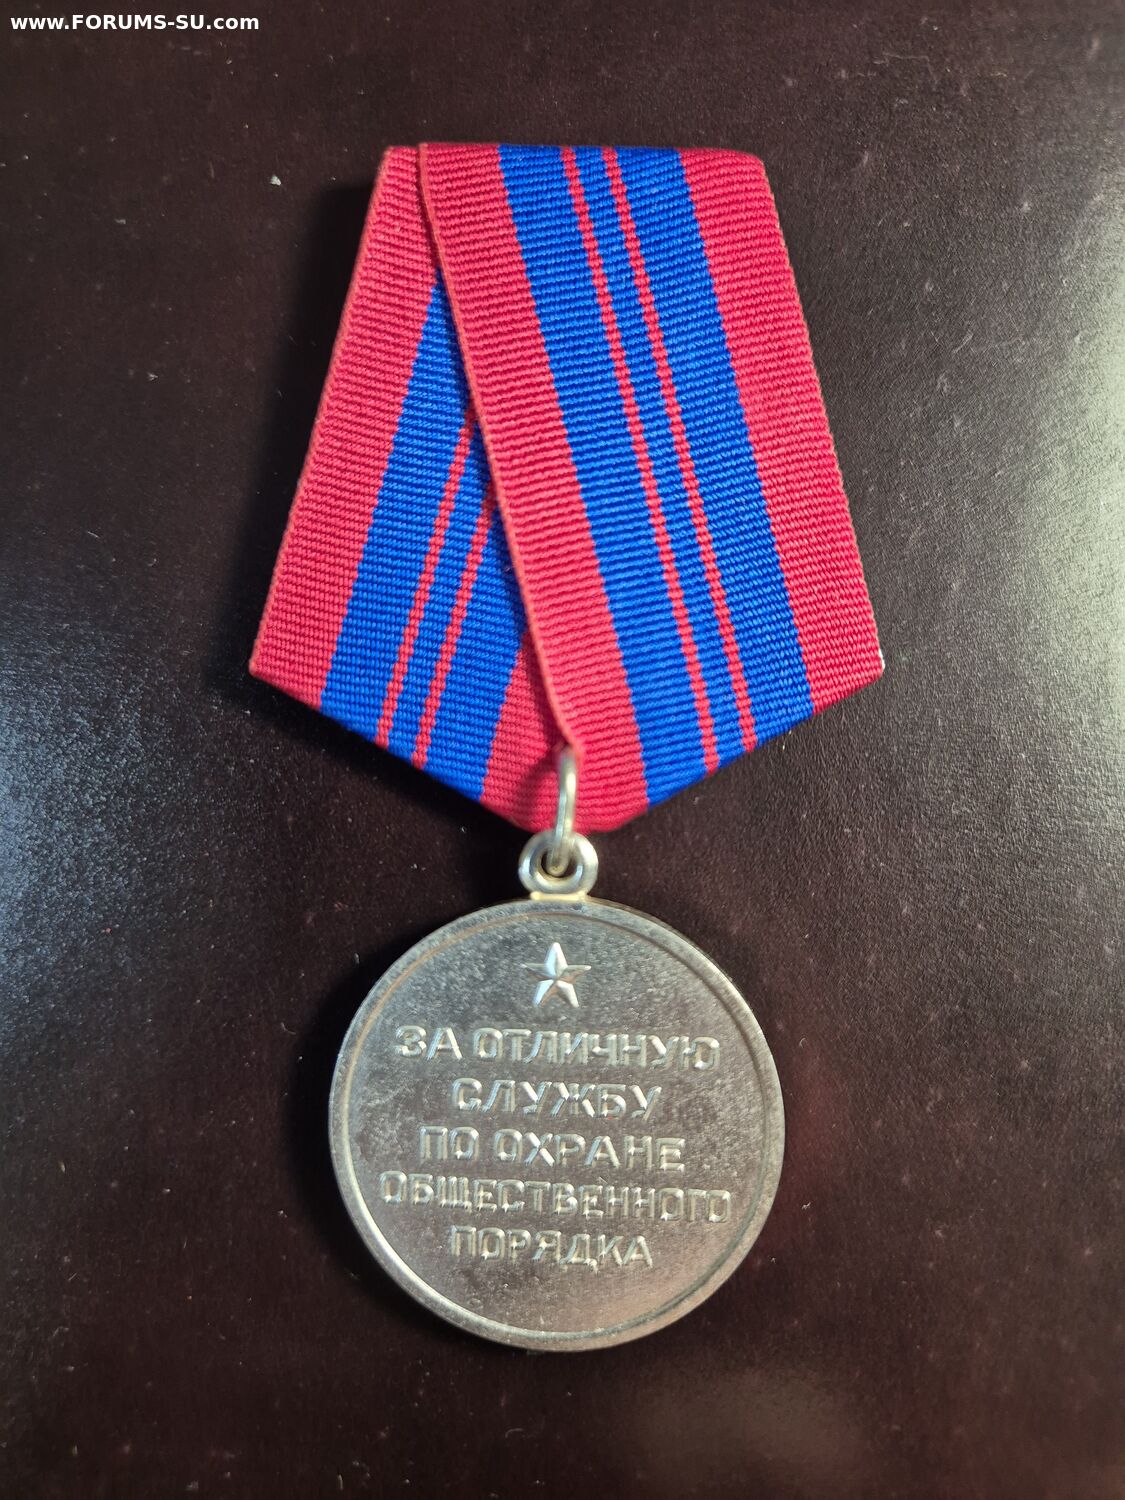 www.FORUMS-SU.com
ЗА ОТЛИЧНУЮ
СЛУЖБУ
ПО ОХРАНЕ
ОБЩЕСТВЕННОГО
ПОРЯДКА